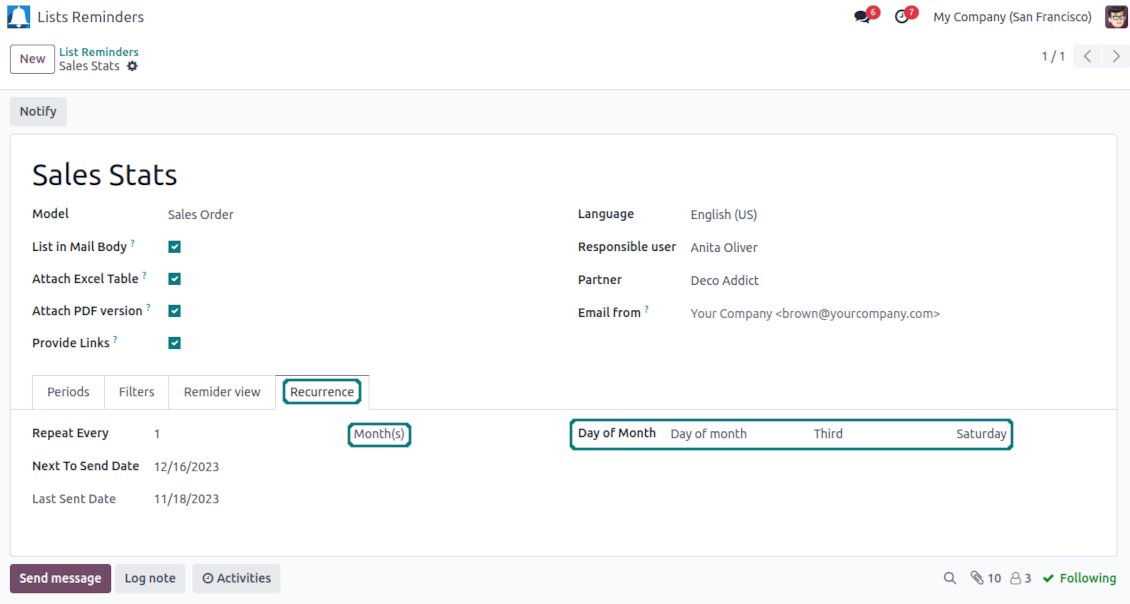 Lists Reminders 6 7 My Company (San Francisco)
New List Reminders 1 / 1
Sales Stats
Notify
Sales Stats
Model Sales Order Language English (US)
List in Mail Body ? Responsible user Anita Oliver
Attach Excel Table ? Partner Deco Addict
Attach PDF version ? Email from ? Your Company <brown@yourcompany.com>
Provide Links ?
Periods Filters Remider view Recurrence
Repeat Every 1 Month(s) Day of Month Day of month Third Saturday
Next To Send Date 12/16/2023
Last Sent Date 11/18/2023
Send message Log note Activities 10 3 Following